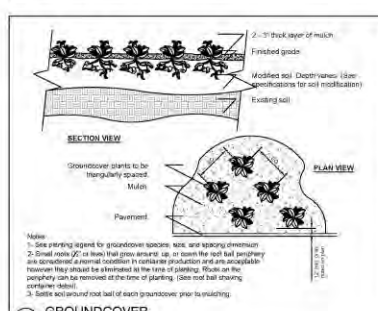 2 - 3" thick layer of mulch.
Finished grade.
Modified soil. Depth varies. (See
specifications for soil modification).
Existing soil.
SECTION VIEW
PLAN VIEW
Groundcover plants to be
triangularly spaced.
Mulch.
Pavement.
Notes:
1- See planting legend for groundcover species, size, and spacing dimension.
2- Small roots (¼" or less) that grow around, up, or down the root ball periphery
are considered a normal condition in container production and are acceptable
however they should be eliminated at the time of planting. Roots on the
periphery can be removed at the time of planting. (See root ball shaving
container detail).
3- Settle soil around root ball of each groundcover prior to mulching.
GROUNDCOVER